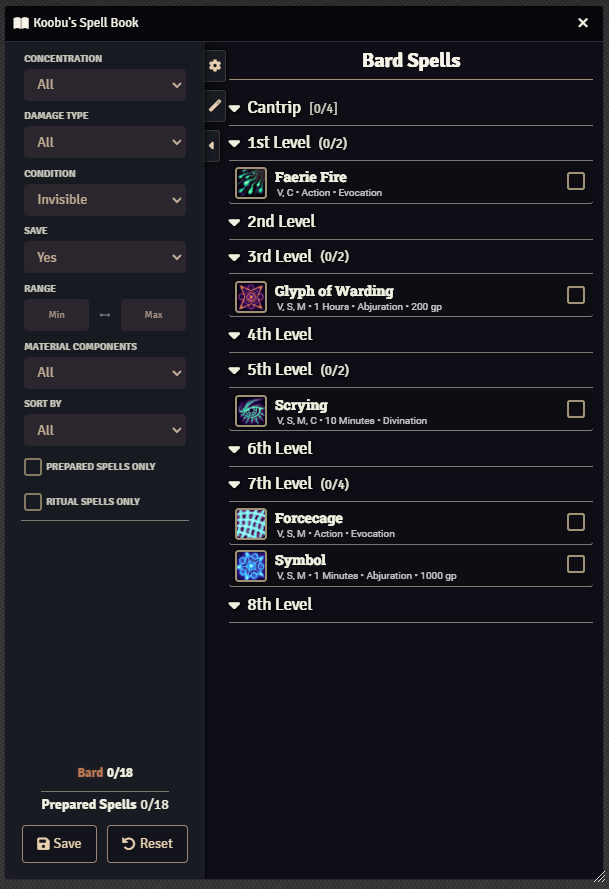 Koobu's Spell Book
CONCENTRATION
All
DAMAGE TYPE
All
CONDITION
Invisible
SAVE
Yes
RANGE
Min
Max
MATERIAL COMPONENTS
All
SORT BY
All
PREPARED SPELLS ONLY
RITUAL SPELLS ONLY
Bard 0/18
Prepared Spells 0/18
Save
Reset
Bard Spells
Cantrip [0/4]
1st Level (0/2)
Faerie Fire
V, C • Action • Evocation
2nd Level
3rd Level (0/2)
Glyph of Warding
V, S, M • 1 Hours • Abjuration • 200 gp
4th Level
5th Level (0/2)
Scrying
V, S, M, C • 10 Minutes • Divination
6th Level
7th Level (0/4)
Forcecage
V, S, M • Action • Evocation
Symbol
V, S, M • 1 Minutes • Abjuration • 1000 gp
8th Level